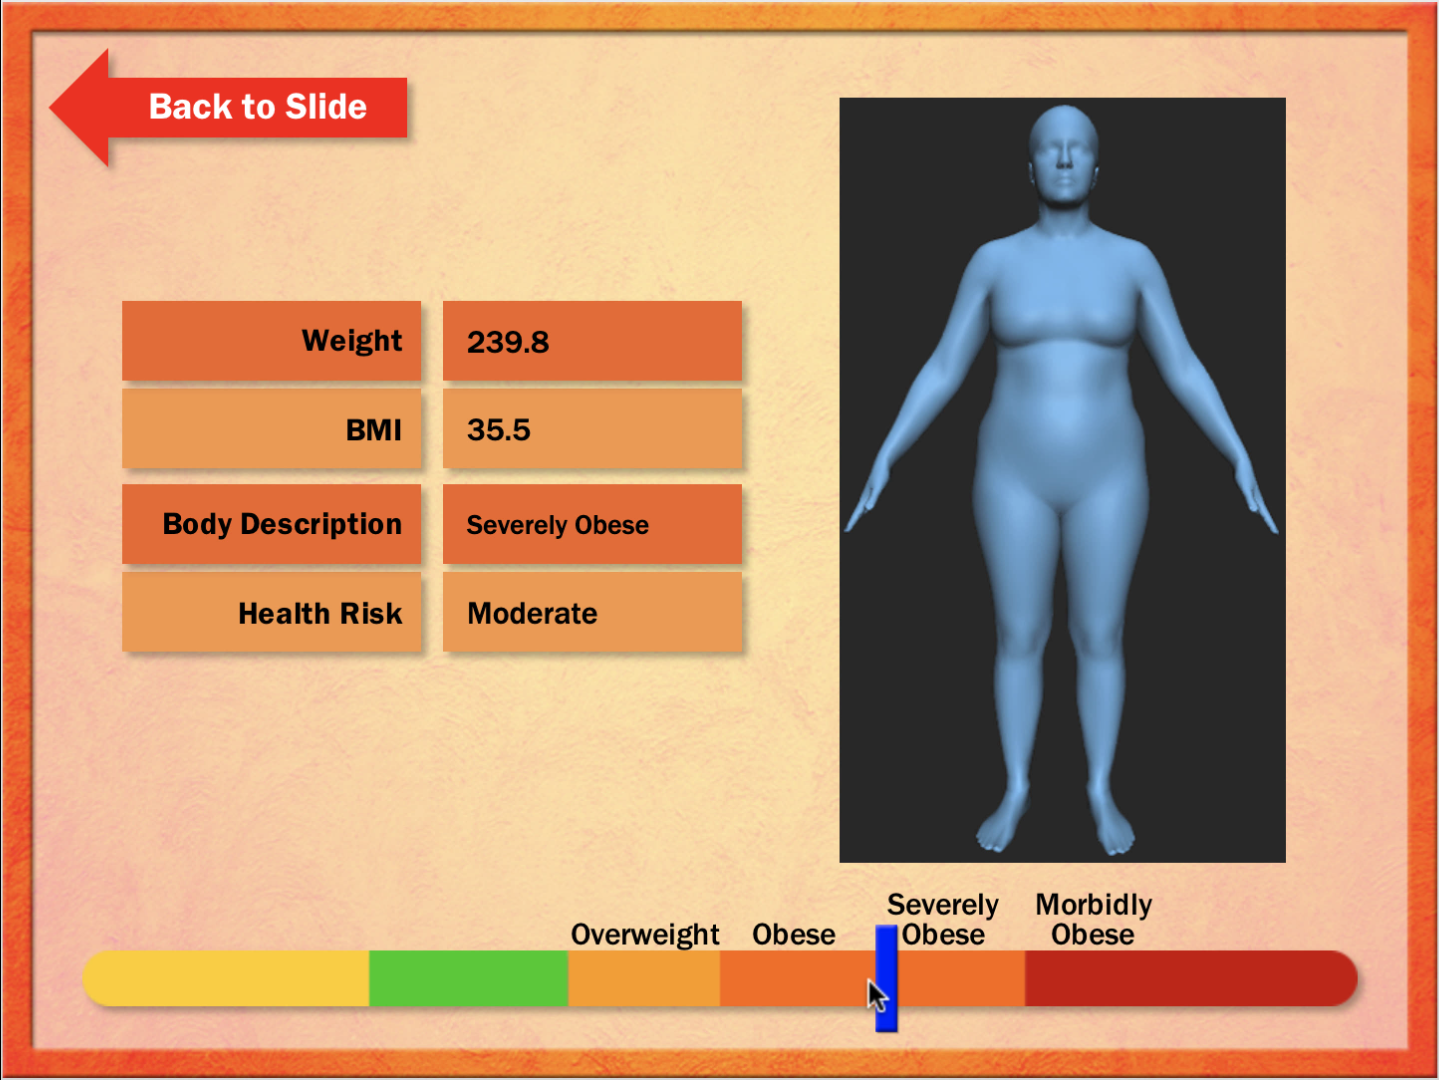 Back to Slide
Weight 239.8
BMI 35.5
Body Description Severely Obese
Health Risk Moderate
Overweight
Obese
Severely
Obese
Morbidly
Obese